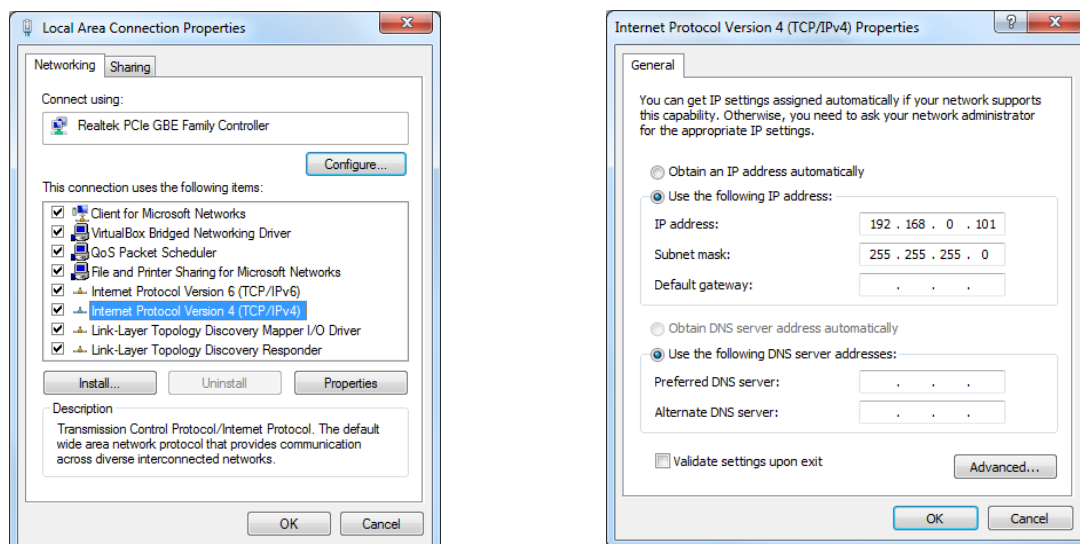 Local Area Connection Properties
Networking
Sharing
Connect using:
Realtek PCIe GBE Family Controller
Configure...
This connection uses the following items:
Client for Microsoft Networks
VirtualBox Bridged Networking Driver
QoS Packet Scheduler
File and Printer Sharing for Microsoft Networks
Internet Protocol Version 6 (TCP/IPv6)
Internet Protocol Version 4 (TCP/IPv4)
Link-Layer Topology Discovery Mapper I/O Driver
Link-Layer Topology Discovery Responder
Install... Uninstall Properties
Description
Transmission Control Protocol/Internet Protocol. The default
wide area network protocol that provides communication
across diverse interconnected networks.
OK Cancel
Internet Protocol Version 4 (TCP/IPv4) Properties
General
You can get IP settings assigned automatically if your network supports
this capability. Otherwise, you need to ask your network administrator
for the appropriate IP settings.
Obtain an IP address automatically
Use the following IP address:
IP address: 192 . 168 . 0 . 101
Subnet mask: 255 . 255 . 255 . 0
Default gateway: . . .
Obtain DNS server address automatically
Use the following DNS server addresses:
Preferred DNS server: . . .
Alternate DNS server: . . .
Validate settings upon exit
Advanced...
OK Cancel